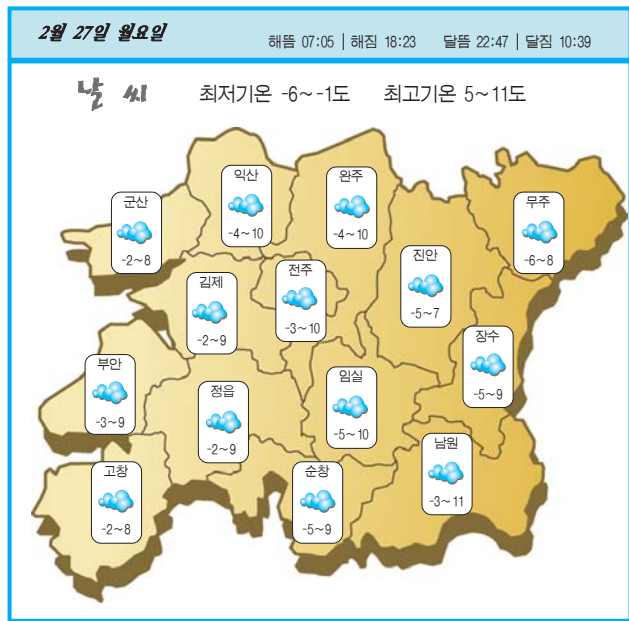 2월 27일 월요일
해뜸 07:05 | 해짐 18:23 달뜸 22:47 | 달짐 10:39
날 씨 최저기온 -6~-1도 최고기온 5~11도
익산
-4~10
완주
-4~10
군산
-2~8
무주
-6~8
진안
-5~7
전주
-3~10
김제
-2~9
장수
-5~9
부안
-3~9
정읍
-2~9
임실
-5~10
남원
-3~11
고창
-2~8
순창
-5~9